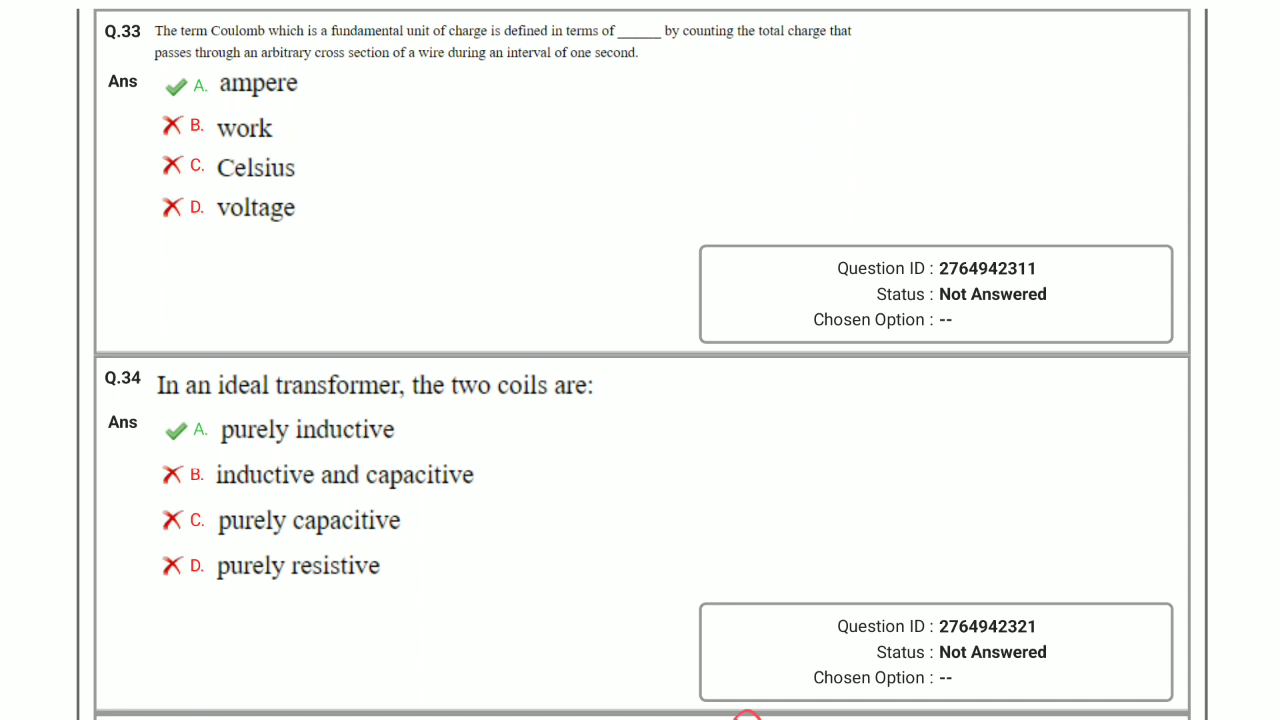 Q.33 The term Coulomb which is a fundamental unit of charge is defined in terms of ______ by counting the total charge that
passes through an arbitrary cross section of a wire during an interval of one second.
Ans A. ampere
B. work
C. Celsius
D. voltage
Question ID : 2764942311
Status : Not Answered
Chosen Option : --
Q.34 In an ideal transformer, the two coils are:
Ans A. purely inductive
B. inductive and capacitive
C. purely capacitive
D. purely resistive
Question ID : 2764942321
Status : Not Answered
Chosen Option : --